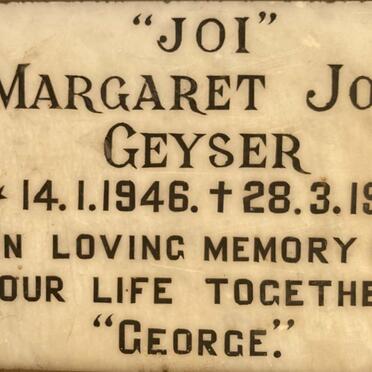 "JOI"
MARGARET JO
GEYSER
* 14.1.1946. † 28.3.19
N LOVING MEMORY
OUR LIFE TOGETHE
"GEORGE."